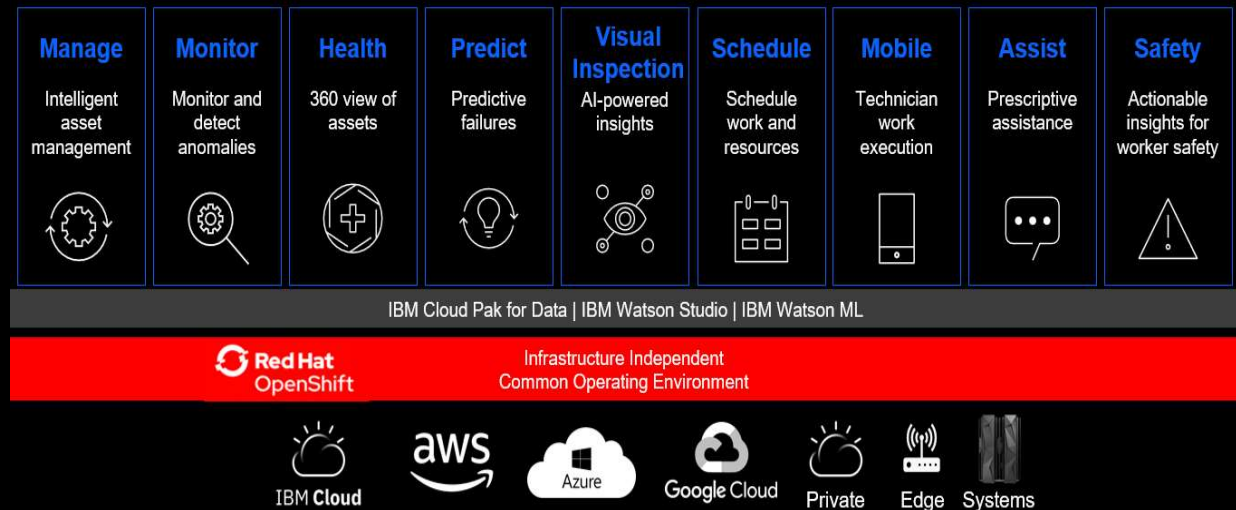 Manage
Intelligent
asset
management
Monitor
Monitor and
detect
anomalies
Health
360 view of
assets
Predict
Predictive
failures
Visual
Inspection
AI-powered
insights
Schedule
Schedule
work and
resources
Mobile
Technician
work
execution
Assist
Prescriptive
assistance
Safety
Actionable
insights for
worker safety
IBM Cloud Pak for Data | IBM Watson Studio | IBM Watson ML
Red Hat
OpenShift
Infrastructure Independent
Common Operating Environment
IBM Cloud
aws
Azure
Google Cloud
Private
Edge
Systems